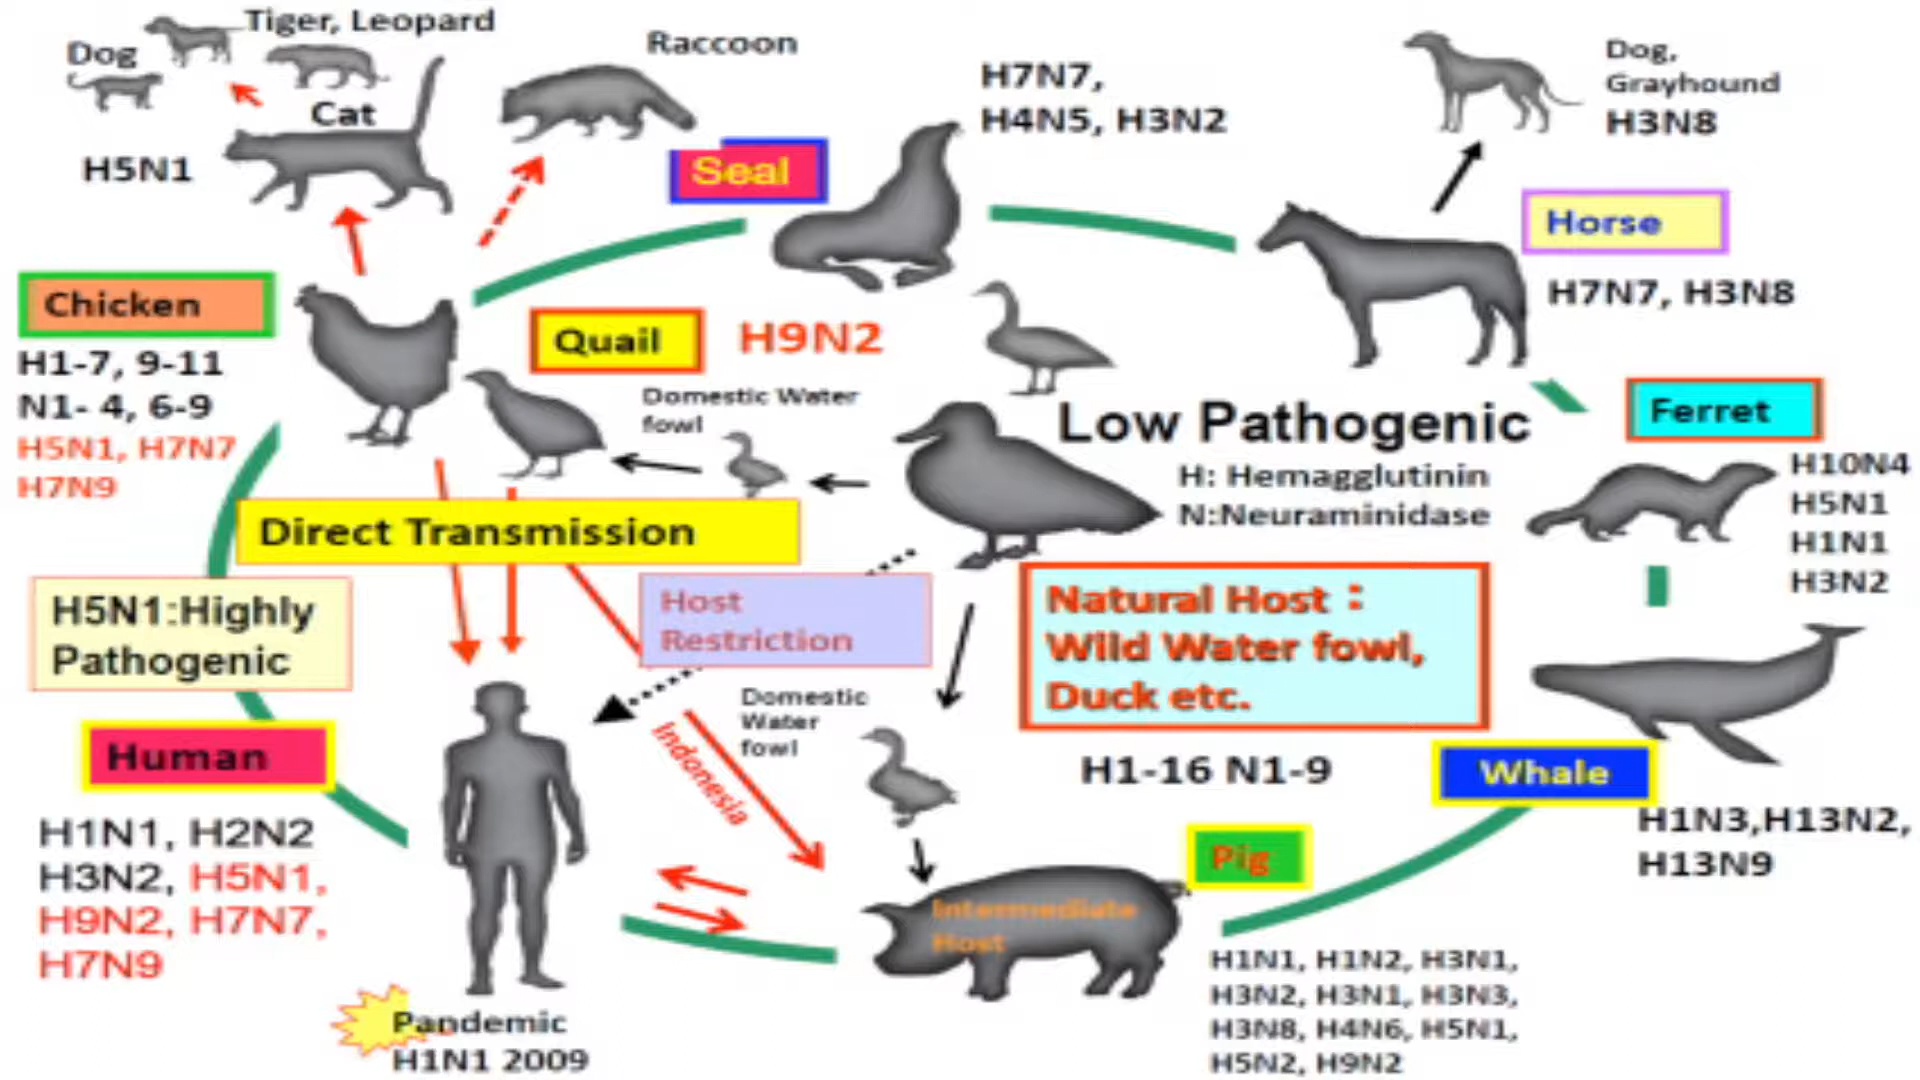 Tiger, Leopard
Dog
Cat
H5N1
Raccoon
Seal
H7N7,
H4N5, H3N2
Dog,
Grayhound
H3N8
Horse
H7N7, H3N8
Chicken
H1-7, 9-11
N1- 4, 6-9
H5N1, H7N7
H7N9
Quail
H9N2
Domestic Water
fowl
Low Pathogenic
H: Hemagglutinin
N:Neuraminidase
Ferret
H10N4
H5N1
H1N1
H3N2
Direct Transmission
Host
Restriction
Natural Host：
Wild Water fowl,
Duck etc.
H1-16 N1-9
H5N1:Highly
Pathogenic
Human
H1N1, H2N2
H3N2, H5N1,
H9N2, H7N7,
H7N9
Indonesia
Domestic
Water
fowl
Whale
H1N3,H13N2,
H13N9
Pig
Intermediate
Host
H1N1, H1N2, H3N1,
H3N2, H3N1, H3N3,
H3N8, H4N6, H5N1,
H5N2, H9N2
Pandemic
H1N1 2009